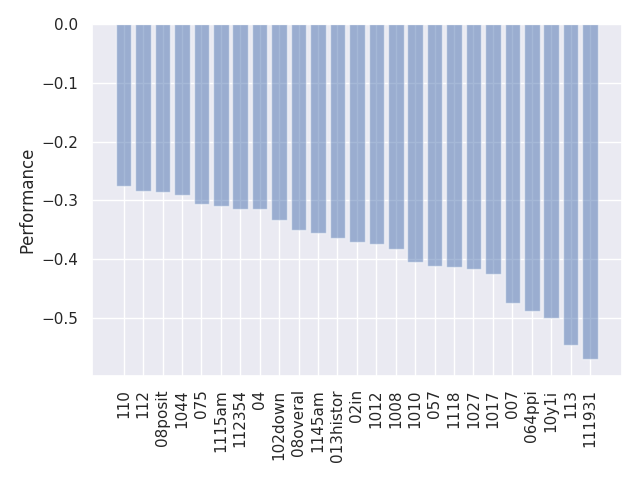 0.0
−0.1
−0.2
−0.3
−0.4
−0.5
Performance
110
112
08posit
1044
075
1115am
112354
04
102down
08overal
1145am
013histor
02in
1012
1008
1010
057
1118
1027
1017
007
064ppi
10y1i
113
111931